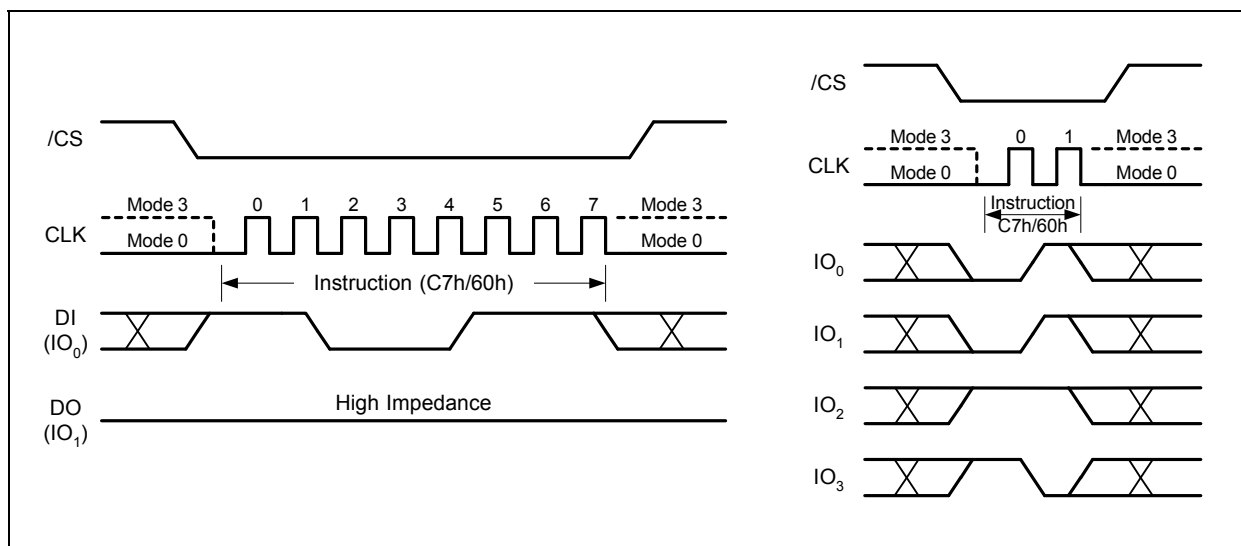 /CS
Mode 3 0 1 2 3 4 5 6 7 Mode 3
CLK
Mode 0 Mode 0
Instruction (C7h/60h)
DI
(IO0)
High Impedance
DO
(IO1)
/CS
Mode 3 0 1 Mode 3
CLK
Mode 0 Mode 0
Instruction
C7h/60h
IO0
IO1
IO2
IO3